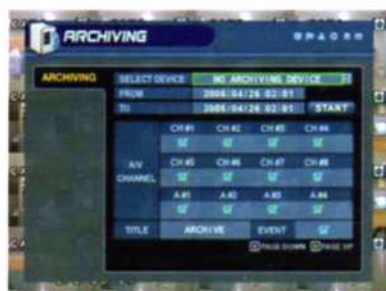 ARCHIVING
ARCHIVING
SELECT DEVICE NO ARCHIVING DEVICE
FROM 2006/04/26 02:01
TO 2006/04/26 02:01 START
CH #1 CH #2 CH #3 CH #4
A/V CHANNEL
CH #5 CH #6 CH #7 CH #8
A #1 A #2 A #3 A #4
TITLE ARCHIVE EVENT
PAGE DOWN PAGE UP